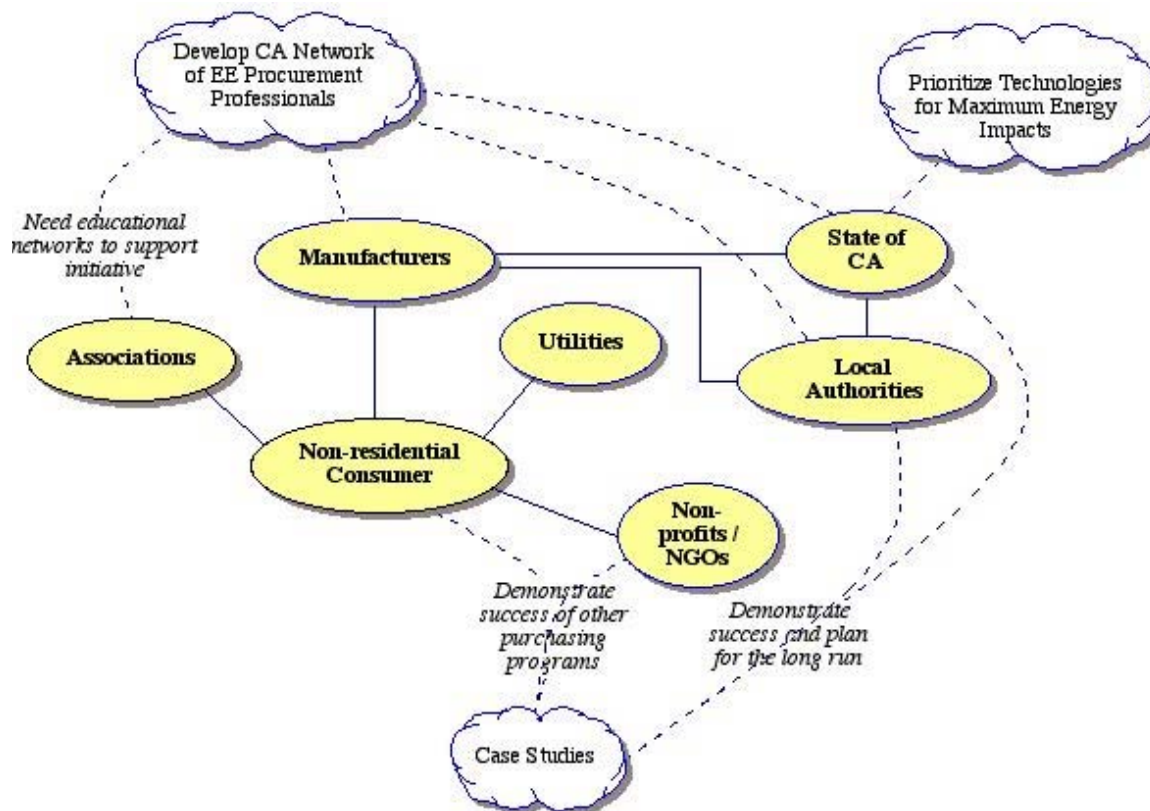 Develop CA Network
of EE Procurement
Professionals
Prioritize Technologies
for Maximum Energy
Impacts
Need educational
networks to support
initiative
Manufacturers
State of
CA
Associations
Utilities
Local
Authorities
Non-residential
Consumer
Non-
profits /
NGOs
Demonstrate
success of other
purchasing
programs
Demonstrate
success and plan
for the long run
Case Studies